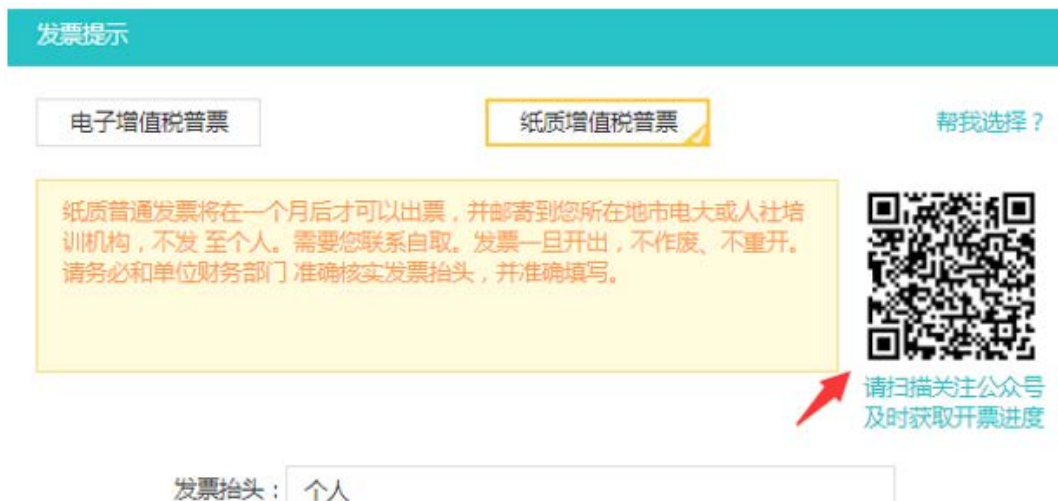 发票提示
电子增值税普票
纸质增值税普票
帮我选择？
纸质普通发票将在一个月后才可以出票，并邮寄到您所在地市电大或人社培
训机构，不发 至个人。需要您联系自取。发票一旦开出，不作废、不重开。
请务必和单位财务部门 准确核实发票抬头，并准确填写。
请扫描关注公众号
及时获取开票进度
发票抬头： 个人